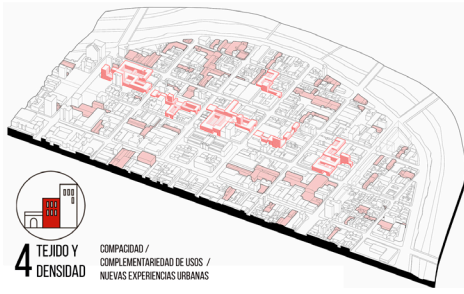 4 TEJIDO Y
DENSIDAD
COMPACIDAD /
COMPLEMENTARIEDAD DE USOS /
NUEVAS EXPERIENCIAS URBANAS